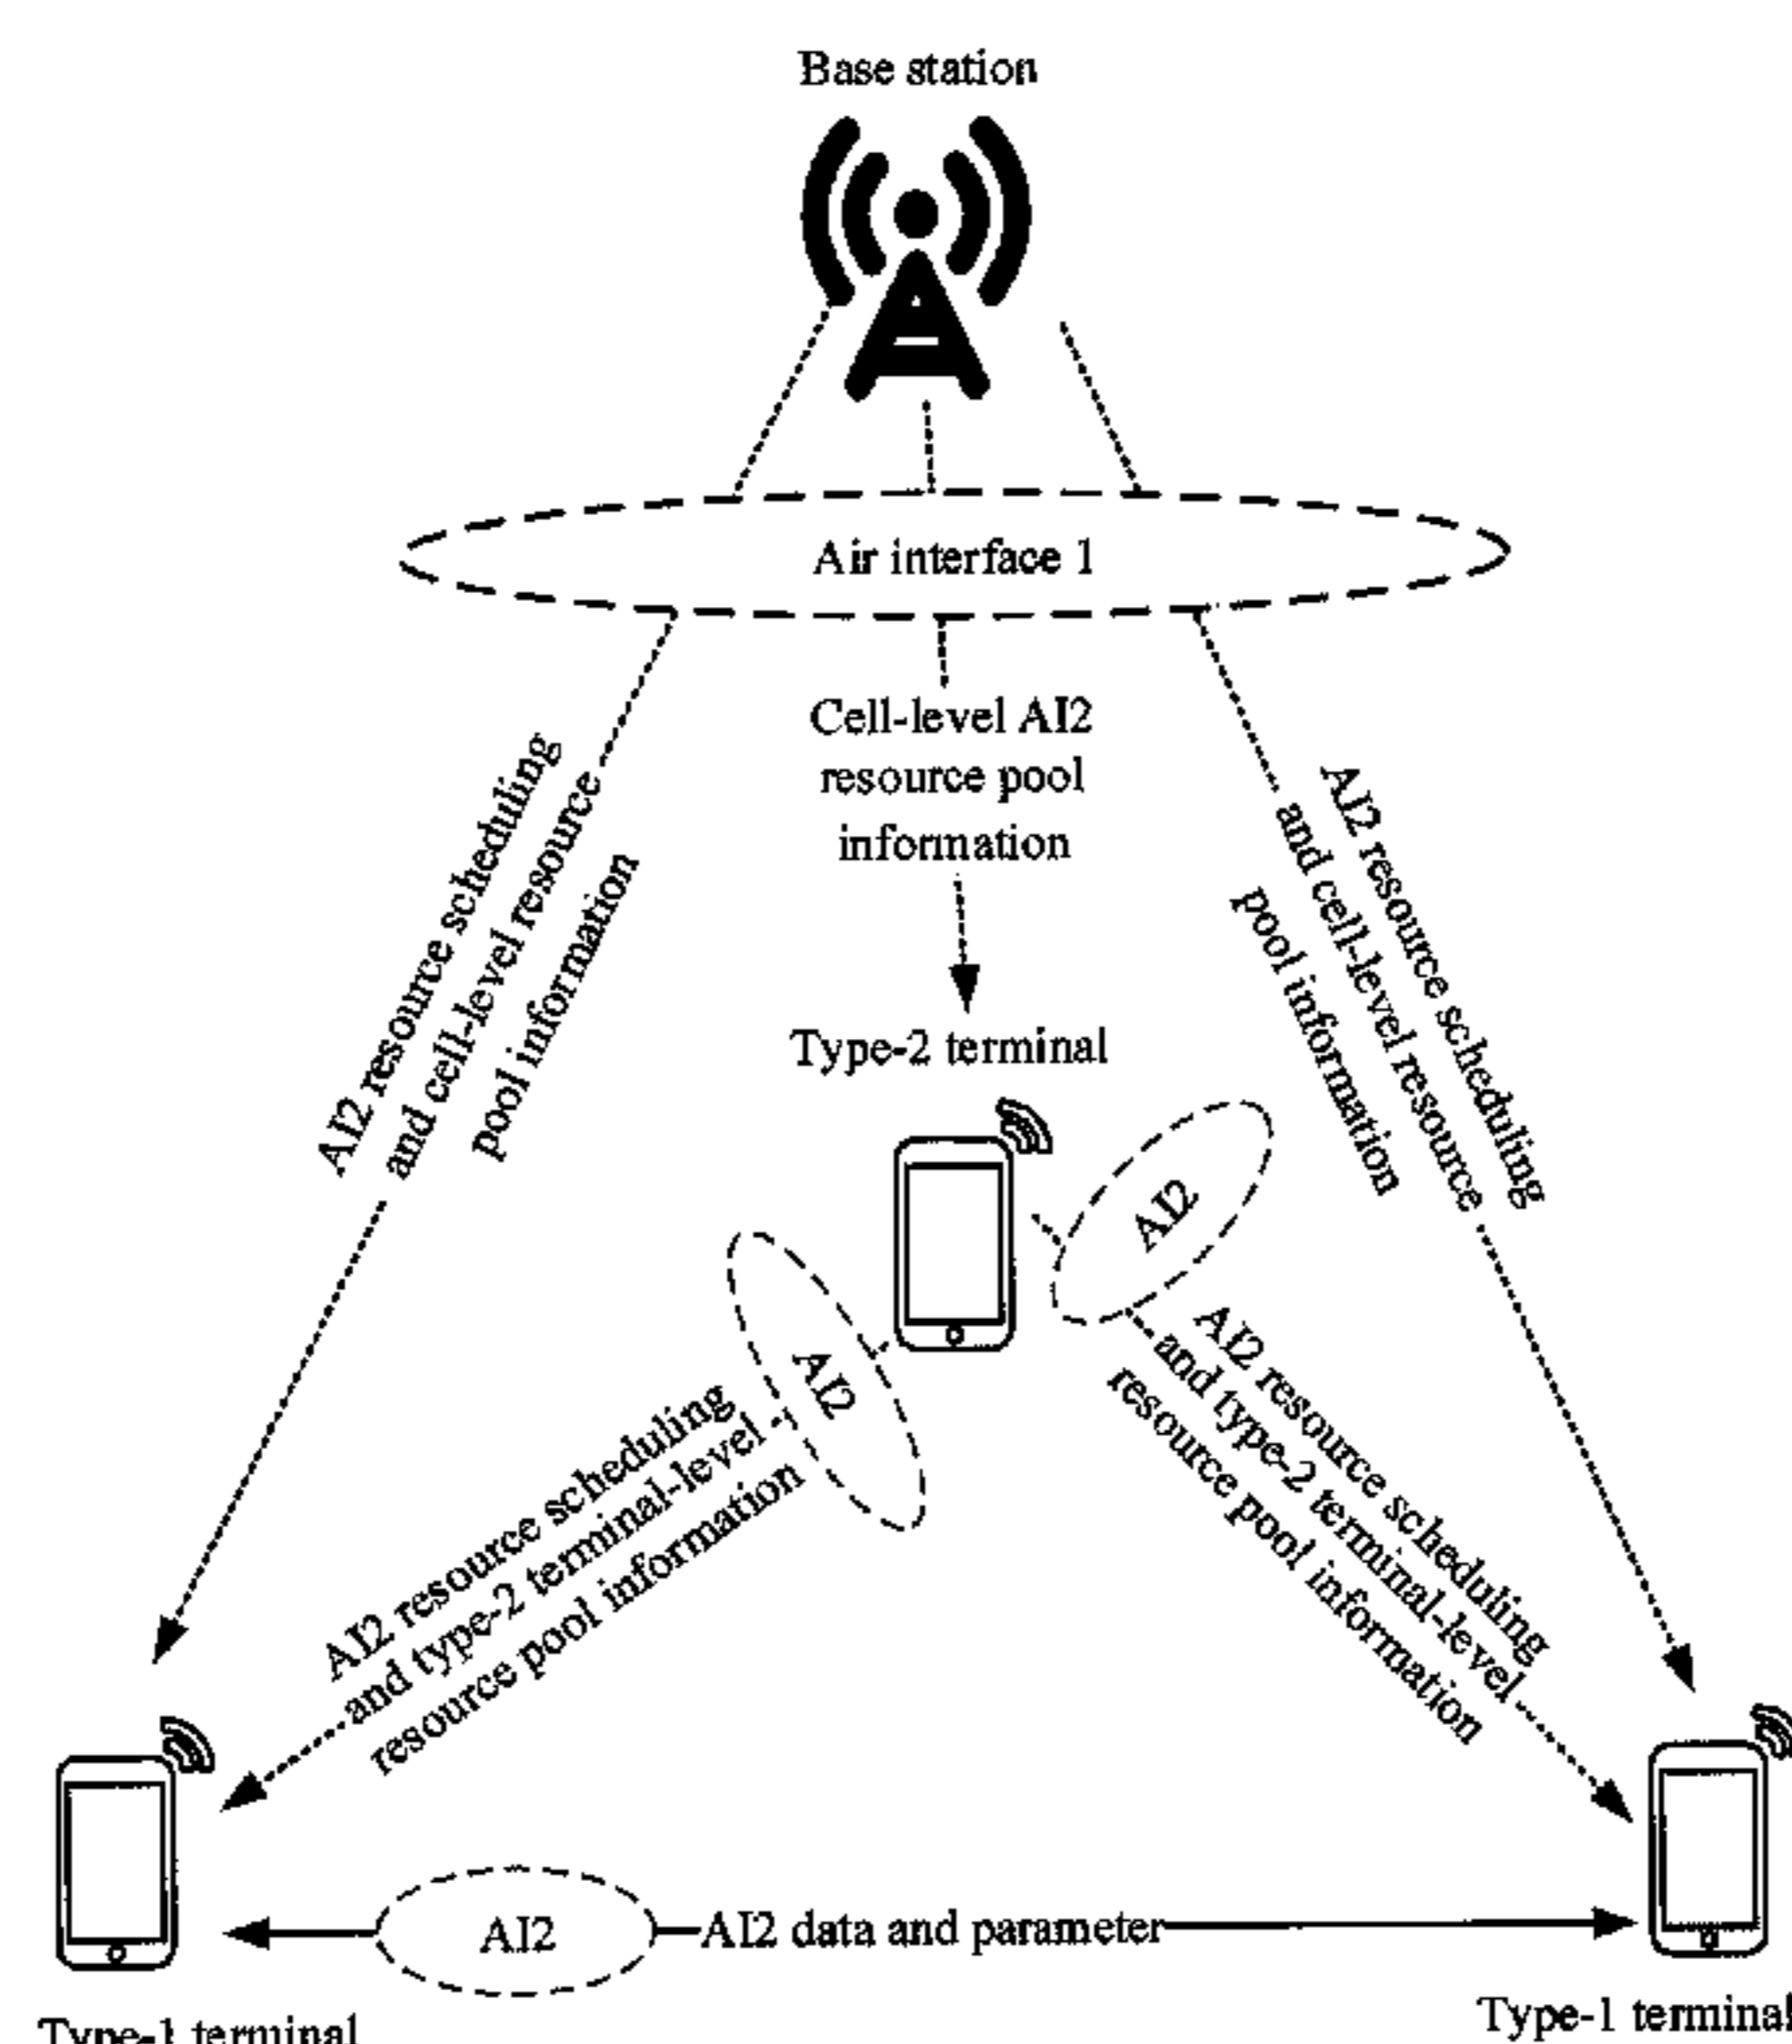 Base station
Air interface 1
Cell-level AI2
resource pool
information
AI2 resource scheduling
and cell-level resource
pool information
AI2 resource scheduling
and cell-level resource
pool information
Type-2 terminal
AI2
AI2
AI2 resource scheduling
and type-2 terminal-level
resource pool information
AI2 resource scheduling
and type-2 terminal-level
resource pool information
AI2
AI2 data and parameter
Type-1 terminal
Type-1 terminal